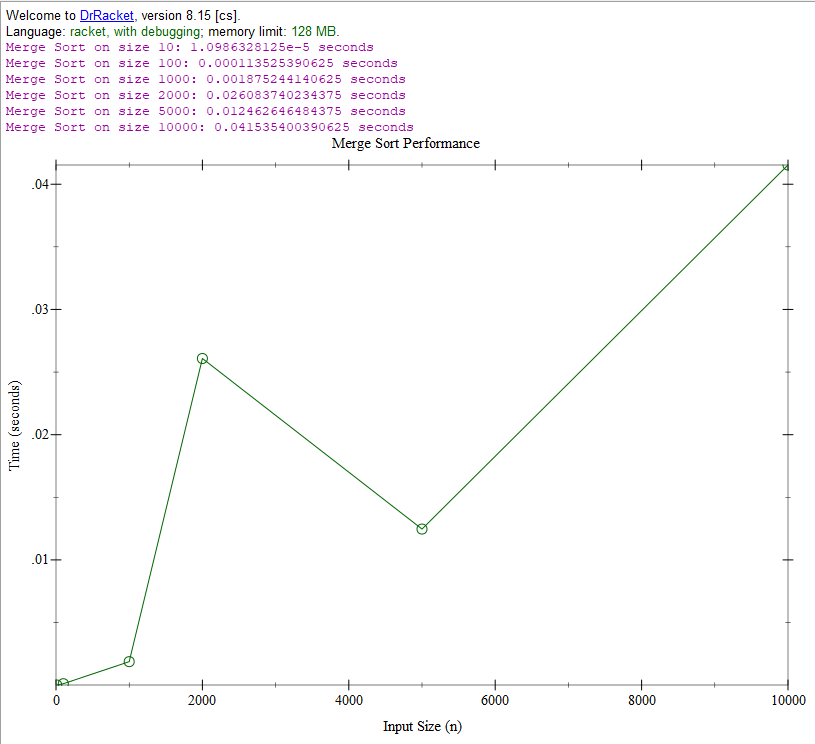 Welcome to DrRacket, version 8.15 [cs].
Language: racket, with debugging; memory limit: 128 MB.
Merge Sort on size 10: 1.0986328125e-5 seconds
Merge Sort on size 100: 0.000113525390625 seconds
Merge Sort on size 1000: 0.001875244140625 seconds
Merge Sort on size 2000: 0.026083740234375 seconds
Merge Sort on size 5000: 0.012462646484375 seconds
Merge Sort on size 10000: 0.041535400390625 seconds
Merge Sort Performance
.04
.03
.02
.01
Time (seconds)
0 2000 4000 6000 8000 10000
Input Size (n)